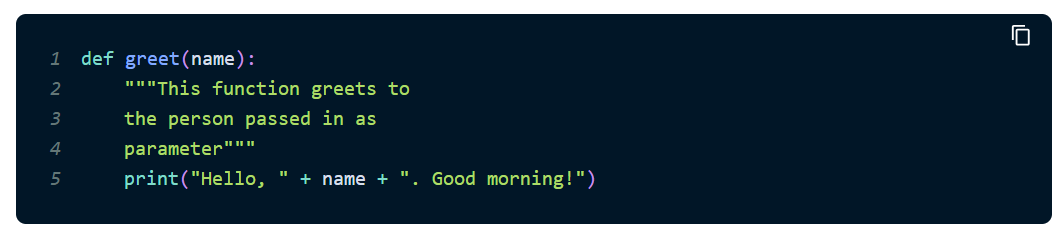 1 def greet(name):
2     """This function greets to
3     the person passed in as
4     parameter"""
5     print("Hello, " + name + ". Good morning!")